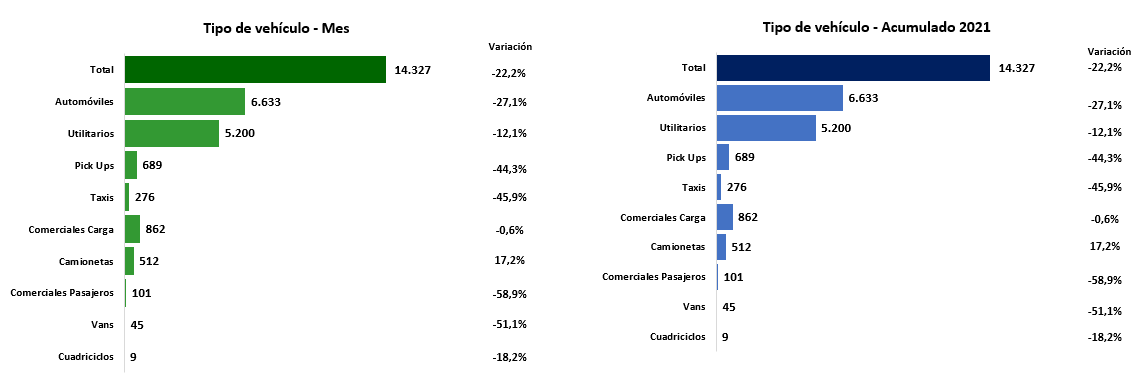 Tipo de vehículo - Mes
Variación
Total 14.327 -22,2%
Automóviles 6.633 -27,1%
Utilitarios 5.200 -12,1%
Pick Ups 689 -44,3%
Taxis 276 -45,9%
Comerciales Carga 862 -0,6%
Camionetas 512 17,2%
Comerciales Pasajeros 101 -58,9%
Vans 45 -51,1%
Cuadriciclos 9 -18,2%
Tipo de vehículo - Acumulado 2021
Variación
Total 14.327 -22,2%
Automóviles 6.633 -27,1%
Utilitarios 5.200 -12,1%
Pick Ups 689 -44,3%
Taxis 276 -45,9%
Comerciales Carga 862 -0,6%
Camionetas 512 17,2%
Comerciales Pasajeros 101 -58,9%
Vans 45 -51,1%
Cuadriciclos 9 -18,2%